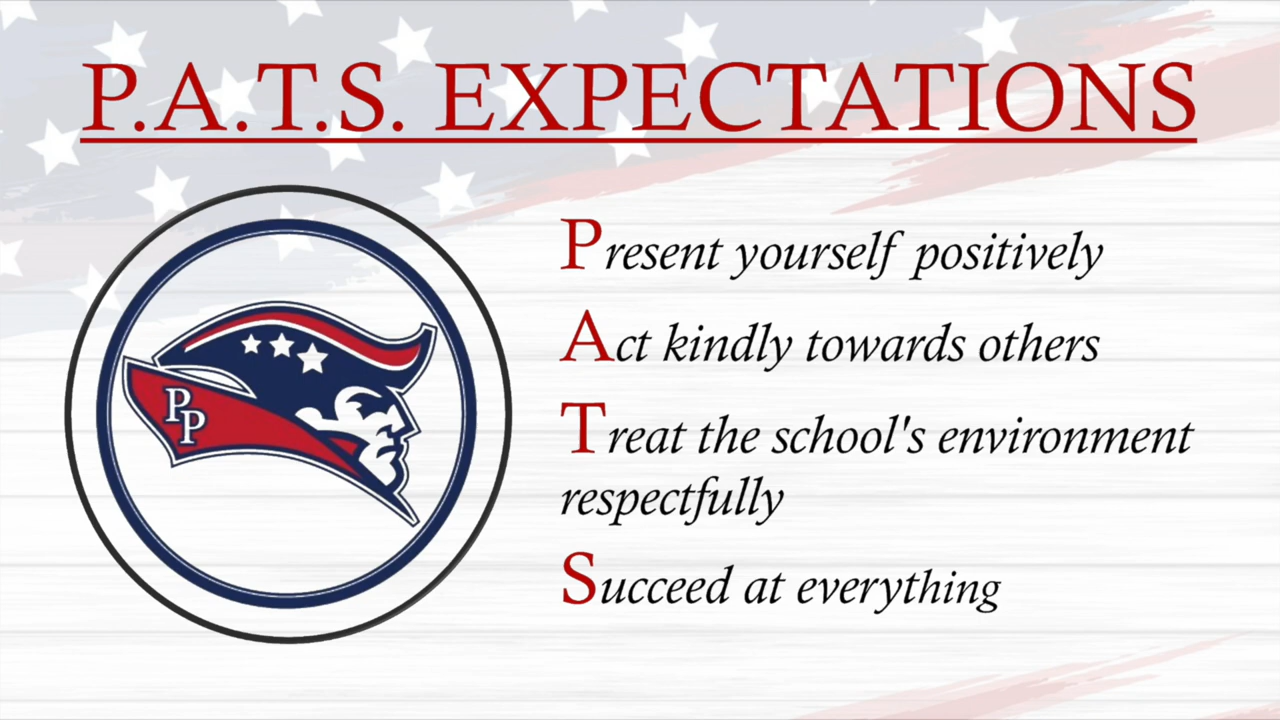 P.A.T.S. EXPECTATIONS
PP
Present yourself positively
Act kindly towards others
Treat the school's environment
respectfully
Succeed at everything